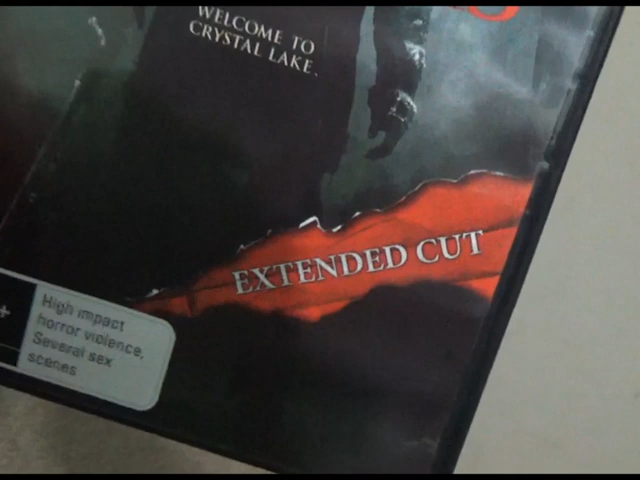 WELCOME TO
CRYSTAL LAKE.
EXTENDED CUT
+
High impact
horror violence,
Several sex
scenes